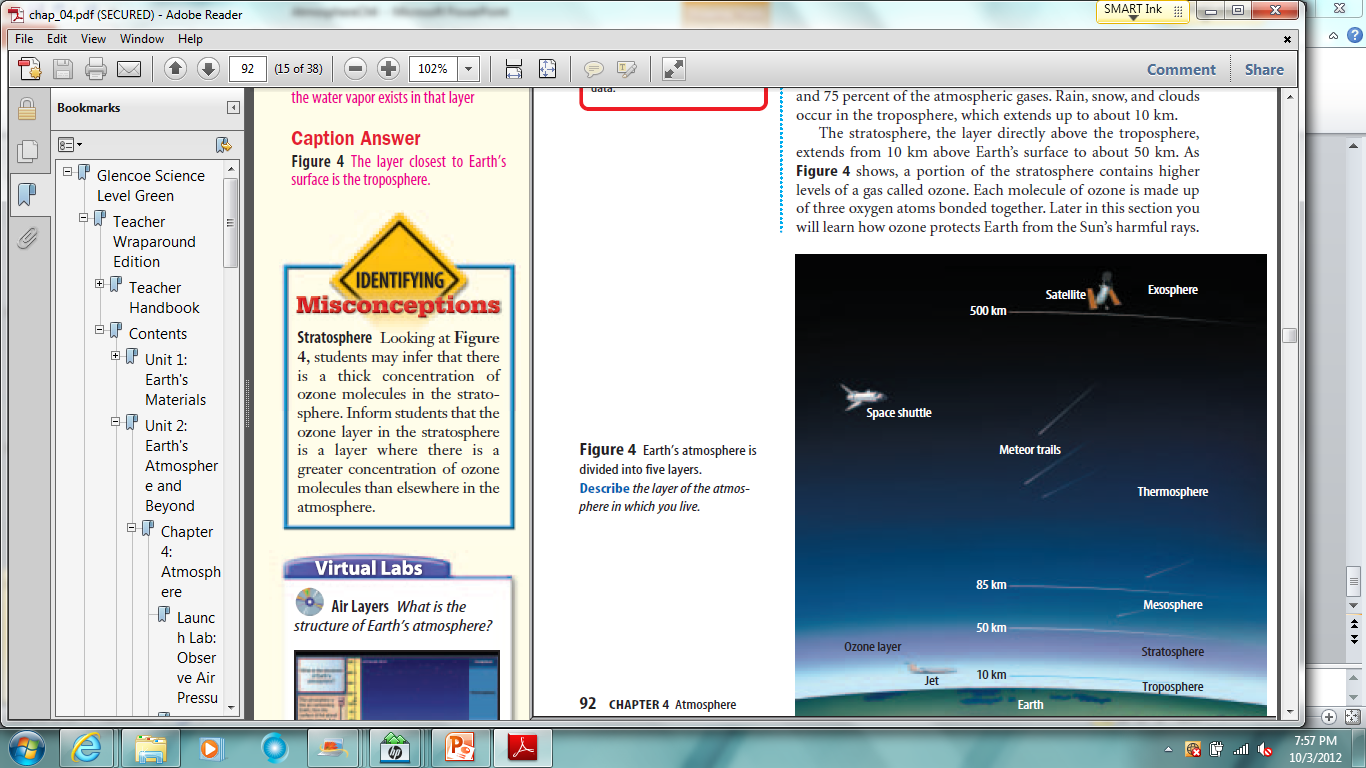 AtmosphereCh4 - Microsoft PowerPoint
chap_04.pdf (SECURED) - Adobe Reader
SMART Ink
File Edit View Window Help
92 (15 of 38) 102% Comment Share
Bookmarks
Glencoe Science
Level Green
Teacher
Wraparound
Edition
Teacher
Handbook
Contents
Unit 1:
Earth's
Materials
Unit 2:
Earth's
Atmospher
e and
Beyond
Chapter
4:
Atmosph
ere
Launc
h Lab:
Obser
ve Air
Pressu
the water vapor exists in that layer
Caption Answer
Figure 4 The layer closest to Earth's
surface is the troposphere.
IDENTIFYING
Misconceptions
Stratosphere Looking at Figure
4, students may infer that there
is a thick concentration of
ozone molecules in the strato-
sphere. Inform students that the
ozone layer in the stratosphere
is a layer where there is a
greater concentration of ozone
molecules than elsewhere in the
atmosphere.
Virtual Labs
Air Layers What is the
structure of Earth's atmosphere?
data.
and 75 percent of the atmospheric gases. Rain, snow, and clouds
occur in the troposphere, which extends up to about 10 km.
The stratosphere, the layer directly above the troposphere,
extends from 10 km above Earth's surface to about 50 km. As
Figure 4 shows, a portion of the stratosphere contains higher
levels of a gas called ozone. Each molecule of ozone is made up
of three oxygen atoms bonded together. Later in this section you
will learn how ozone protects Earth from the Sun's harmful rays.
Figure 4 Earth's atmosphere is
divided into five layers.
Describe the layer of the atmos-
phere in which you live.
Satellite
Exosphere
500 km
Space shuttle
Meteor trails
Thermosphere
85 km
Mesosphere
50 km
Ozone layer
Stratosphere
10 km
Jet
Troposphere
Earth
92 CHAPTER 4 Atmosphere
7:57 PM
10/3/2012